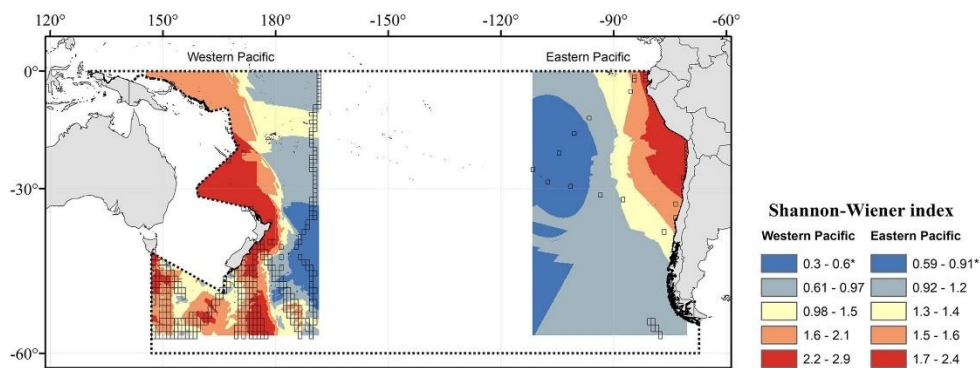 120° 150° 180° -150° -120° -90° -60°
Western Pacific Eastern Pacific
0°
-30°
-60°
Shannon-Wiener index
Western Pacific Eastern Pacific
0.3 - 0.6* 0.59 - 0.91*
0.61 - 0.97 0.92 - 1.2
0.98 - 1.5 1.3 - 1.4
1.6 - 2.1 1.5 - 1.6
2.2 - 2.9 1.7 - 2.4